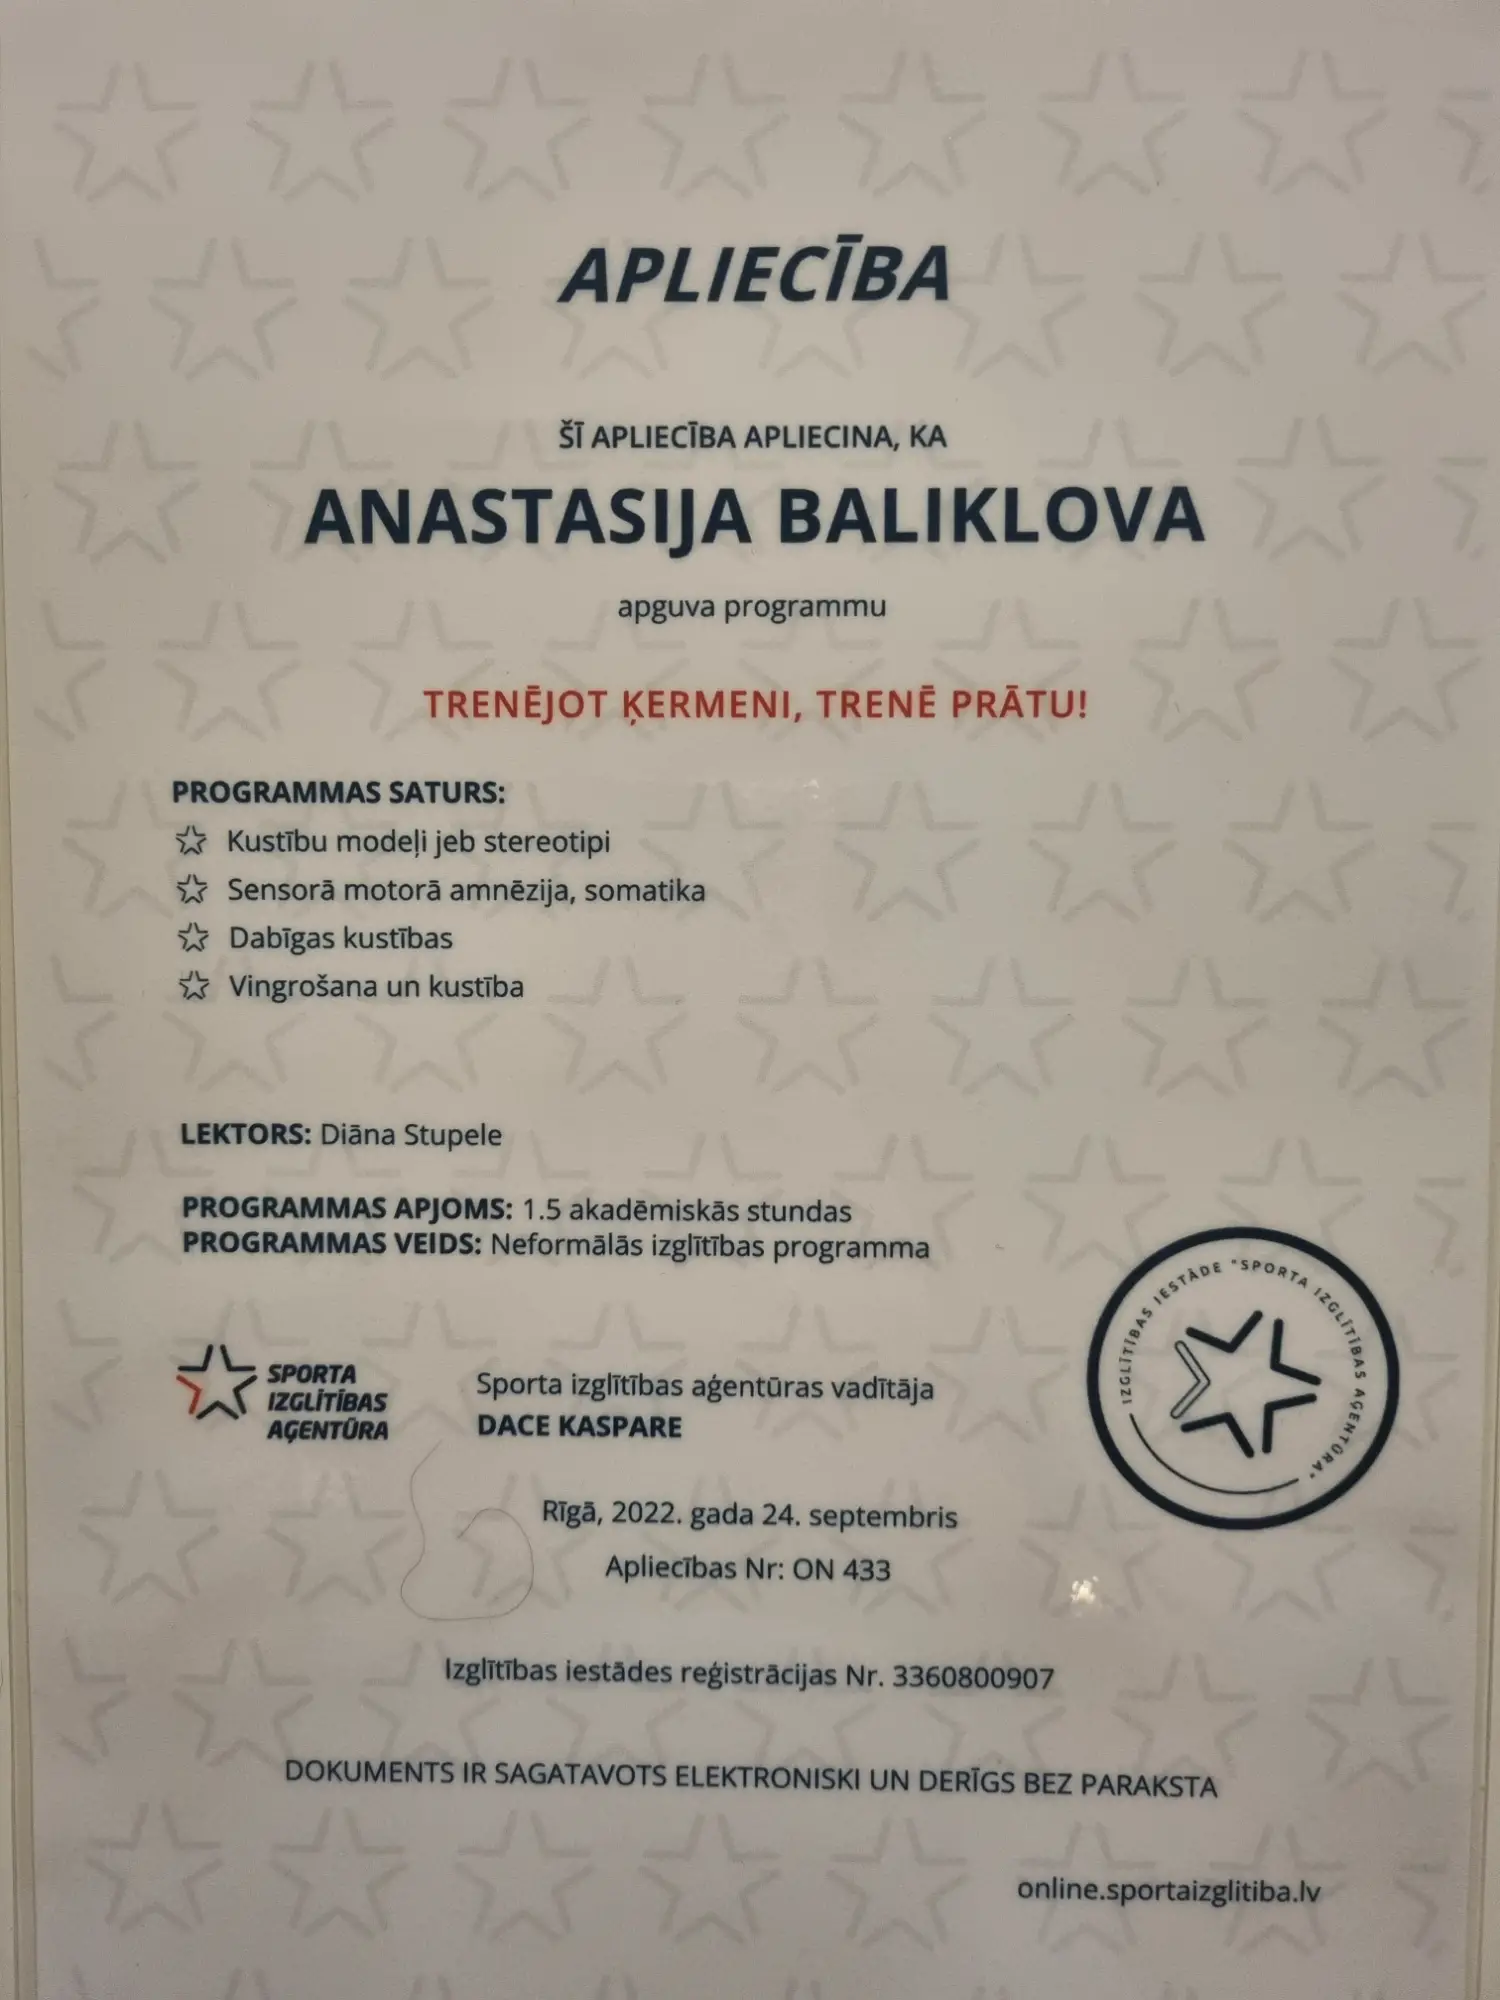 APLIECĪBA
ŠĪ APLIECĪBA APLIECINA, KA
ANASTASIJA BALIKLOVA
apguva programmu
TRENĒJOT ĶERMENI, TRENĒ PRĀTU!
PROGRAMMAS SATURS:
Kustību modeļi jeb stereotipi
Sensorā motorā amnēzija, somatika
Dabīgas kustības
Vingrošana un kustība
LEKTORS: Diāna Stupele
PROGRAMMAS APJOMS: 1.5 akadēmiskās stundas
PROGRAMMAS VEIDS: Neformālās izglītības programma
SPORTA
IZGLĪTĪBAS
AĢENTŪRA
Sporta izglītības aģentūras vadītāja
DACE KASPARE
IZGLĪTĪBAS IESTĀDE "SPORTA IZGLĪTĪBAS AĢENTŪRA"
Rīgā, 2022. gada 24. septembris
Apliecības Nr: ON 433
Izglītības iestādes reģistrācijas Nr. 3360800907
DOKUMENTS IR SAGATAVOTS ELEKTRONISKI UN DERĪGS BEZ PARAKSTA
online.sportaizglitiba.lv